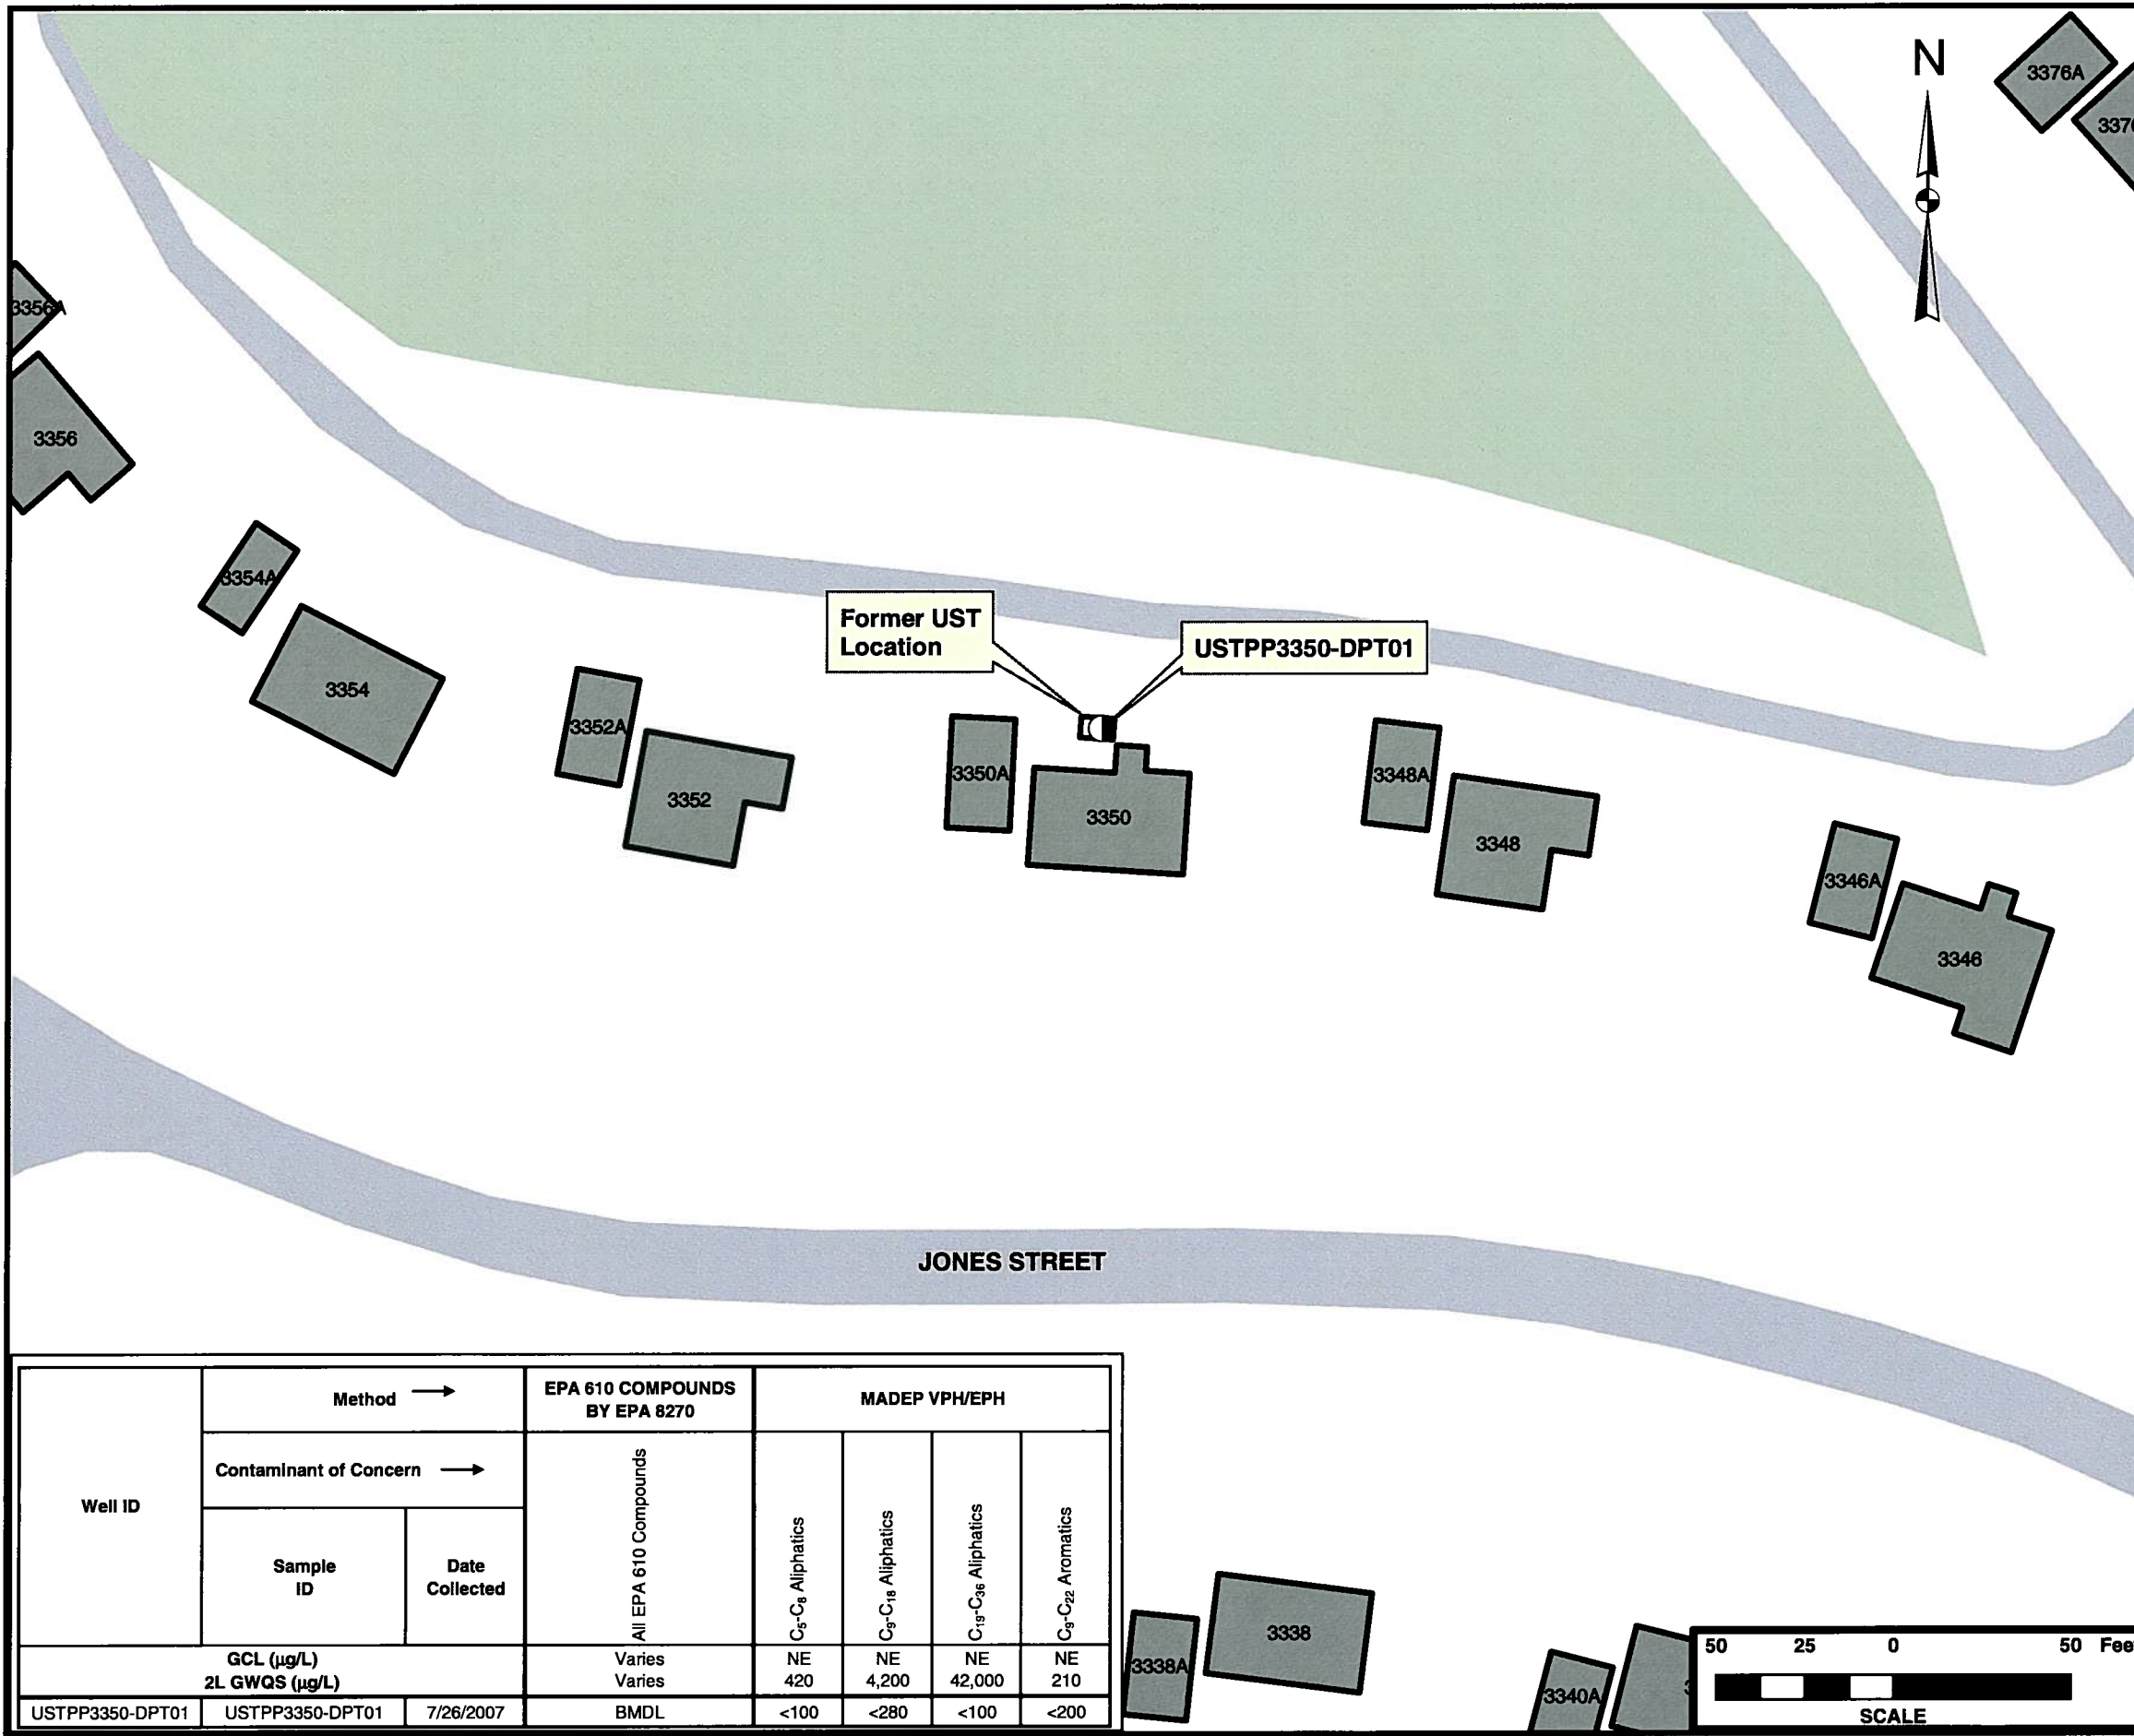 N
3376A
3356A
3356
3354A
3354
Former UST
Location
USTPP3350-DPT01
3352A
3352
3350A
3350
3348A
3348
3346A
3346
JONES STREET
Well ID
Method →
EPA 610 COMPOUNDS
BY EPA 8270
MADEP VPH/EPH
Contaminant of Concern →
Sample
ID
Date
Collected
All EPA 610 Compounds
C5-C8 Aliphatics
C9-C18 Aliphatics
C19-C36 Aliphatics
C9-C22 Aromatics
GCL (µg/L) Varies NE NE NE NE
2L GWQS (µg/L) Varies 420 4,200 42,000 210
USTPP3350-DPT01 USTPP3350-DPT01 7/26/2007 BMDL <100 <280 <100 <200
3338A
3338
3340A
50 25 0 50
SCALE